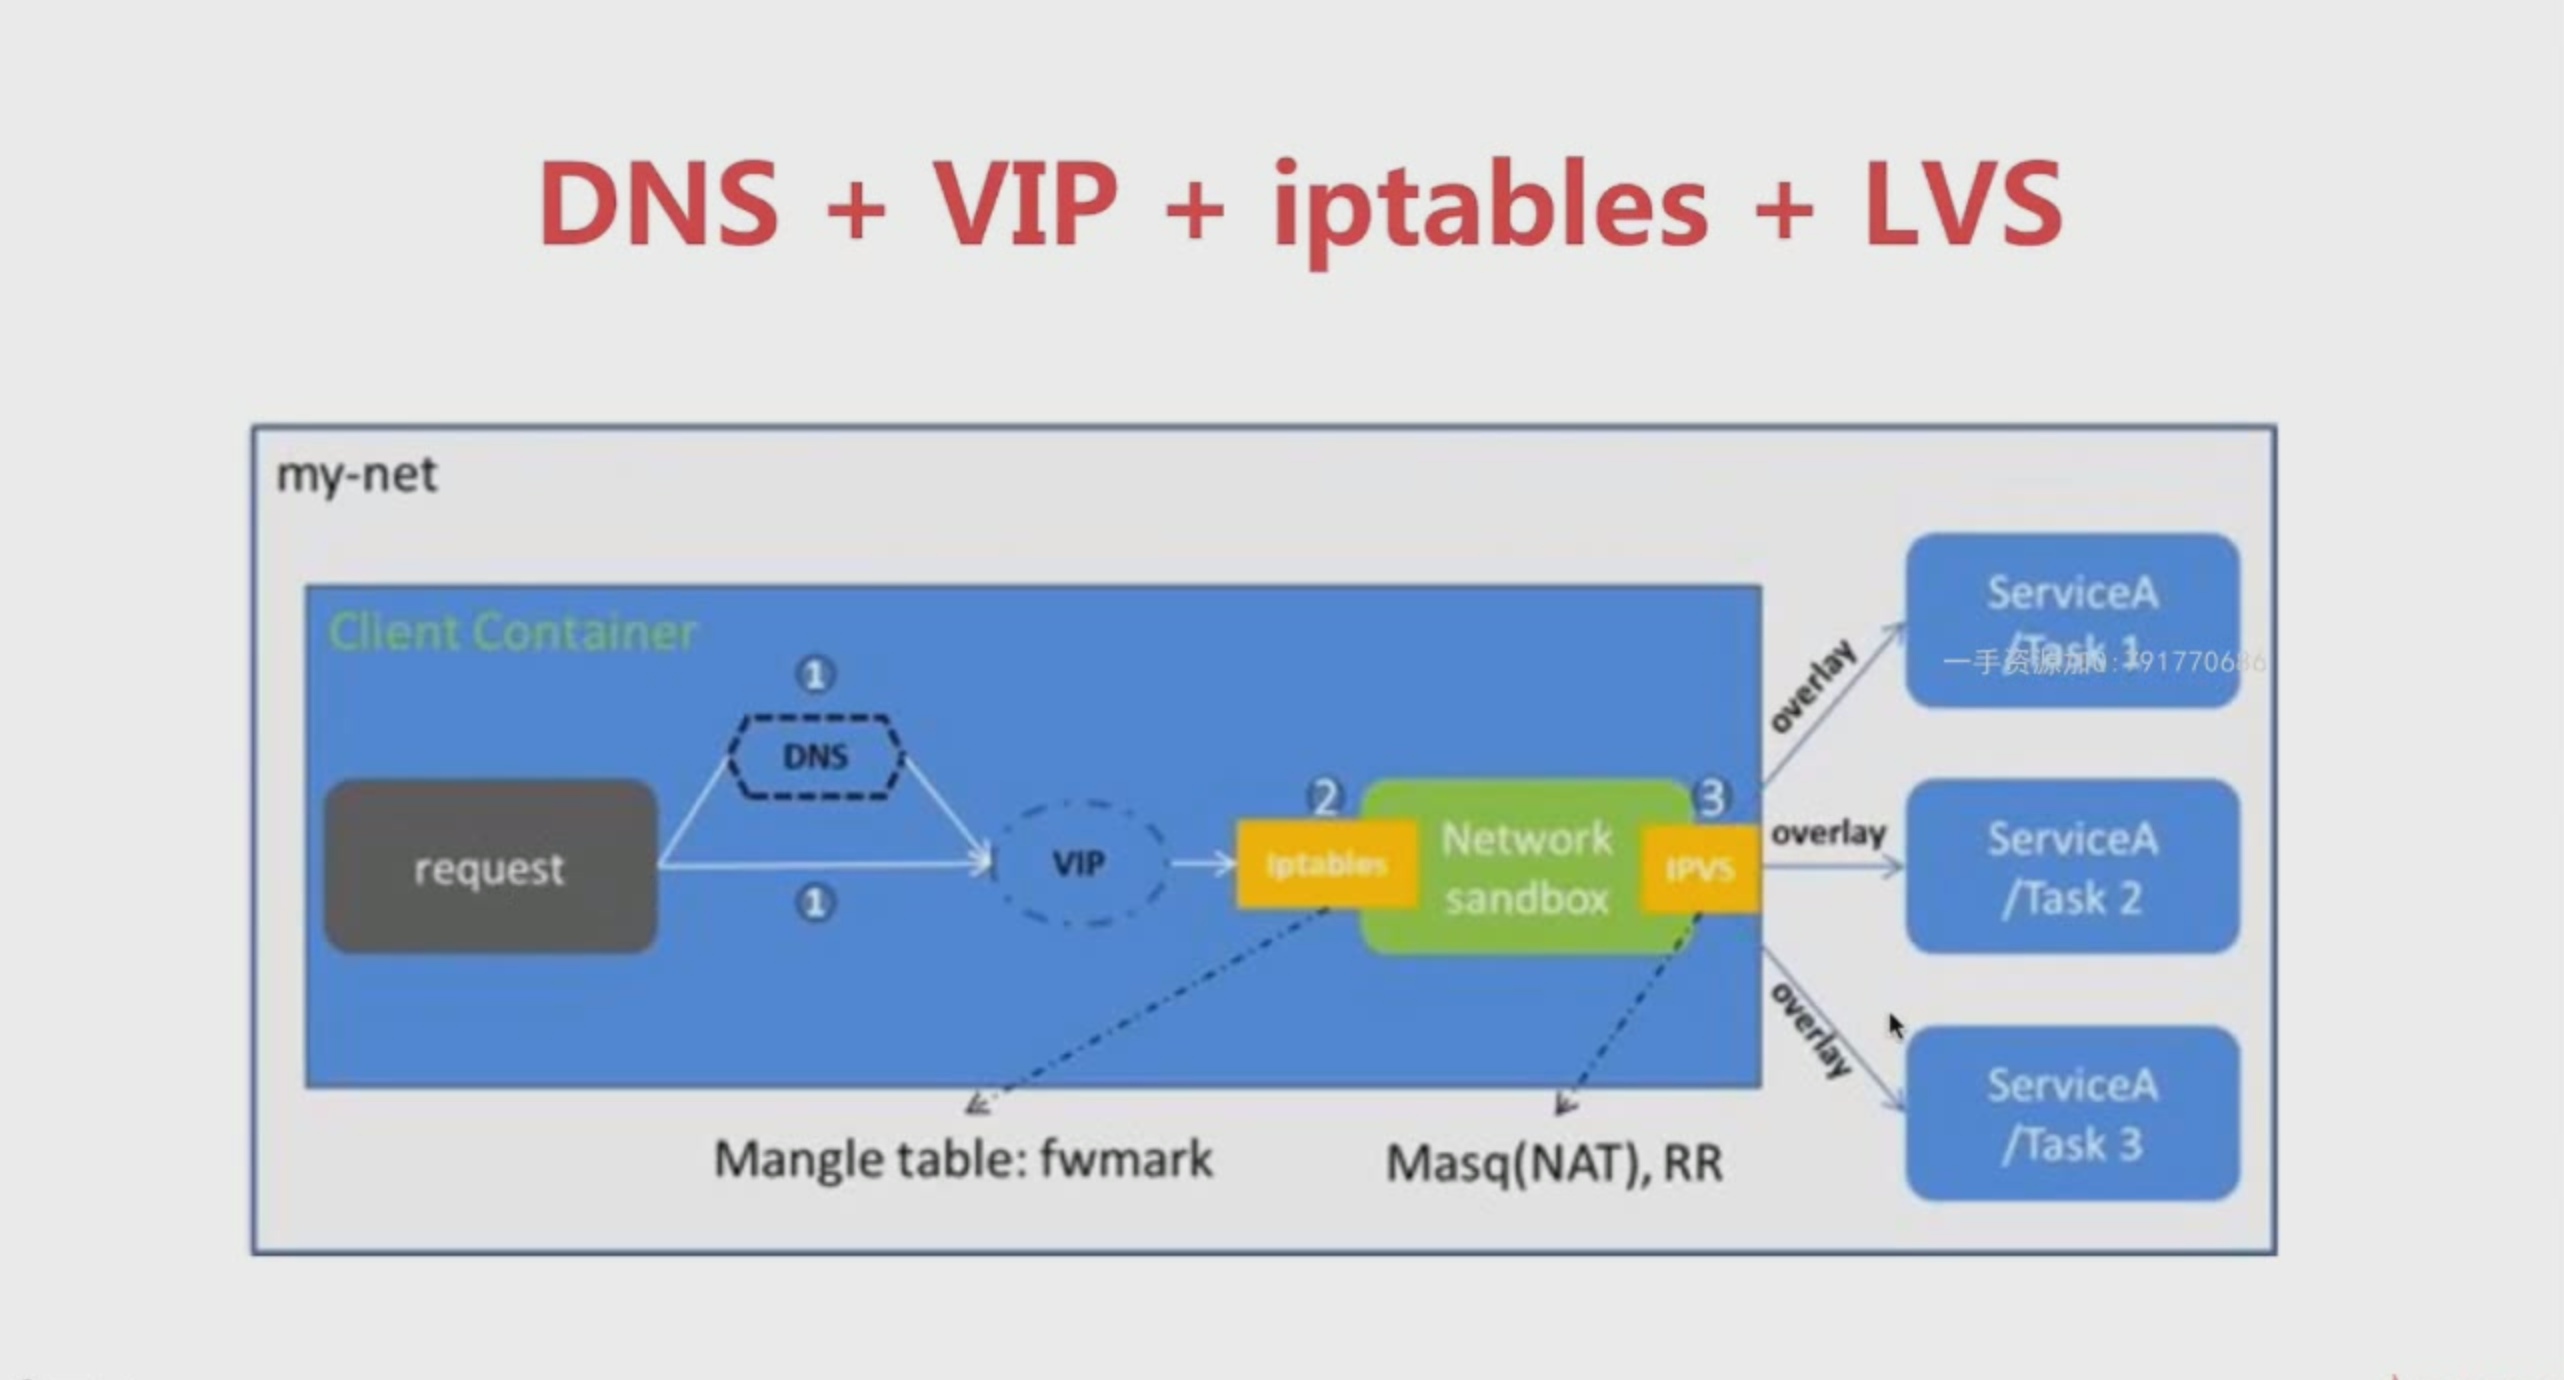 DNS + VIP + iptables + LVS
my-net
Client Container
1
DNS
request
VIP
1
2
Iptables
Network
sandbox
3
IPVS
overlay
overlay
overlay
ServiceA
/Task 1
一手资源加Q:791770686
ServiceA
/Task 2
ServiceA
/Task 3
Mangle table: fwmark
Masq(NAT), RR